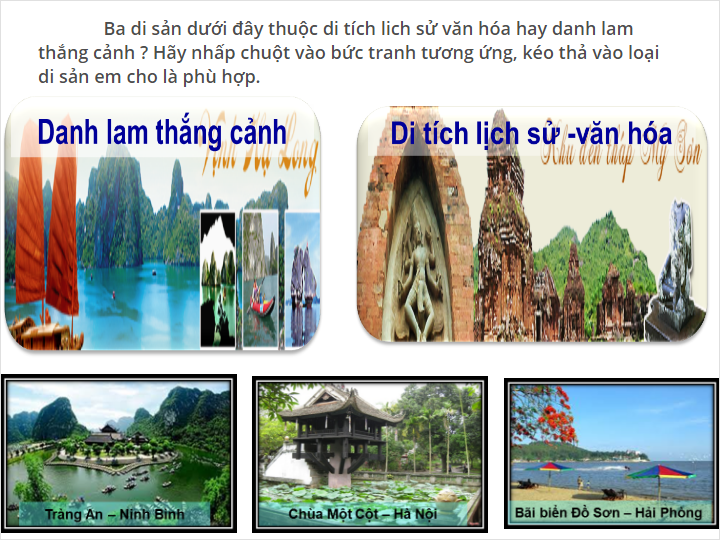 Ba di sản dưới đây thuộc di tích lich sử văn hóa hay danh lam
thắng cảnh ? Hãy nhấp chuột vào bức tranh tương ứng, kéo thả vào loại
di sản em cho là phù hợp.
Danh lam thắng cảnh
Vịnh Hạ Long
Di tích lịch sử -văn hóa
Khu đền tháp Mỹ Sơn
Tràng An – Ninh Bình
Chùa Một Cột – Hà Nội
Bãi biển Đồ Sơn – Hải Phòng